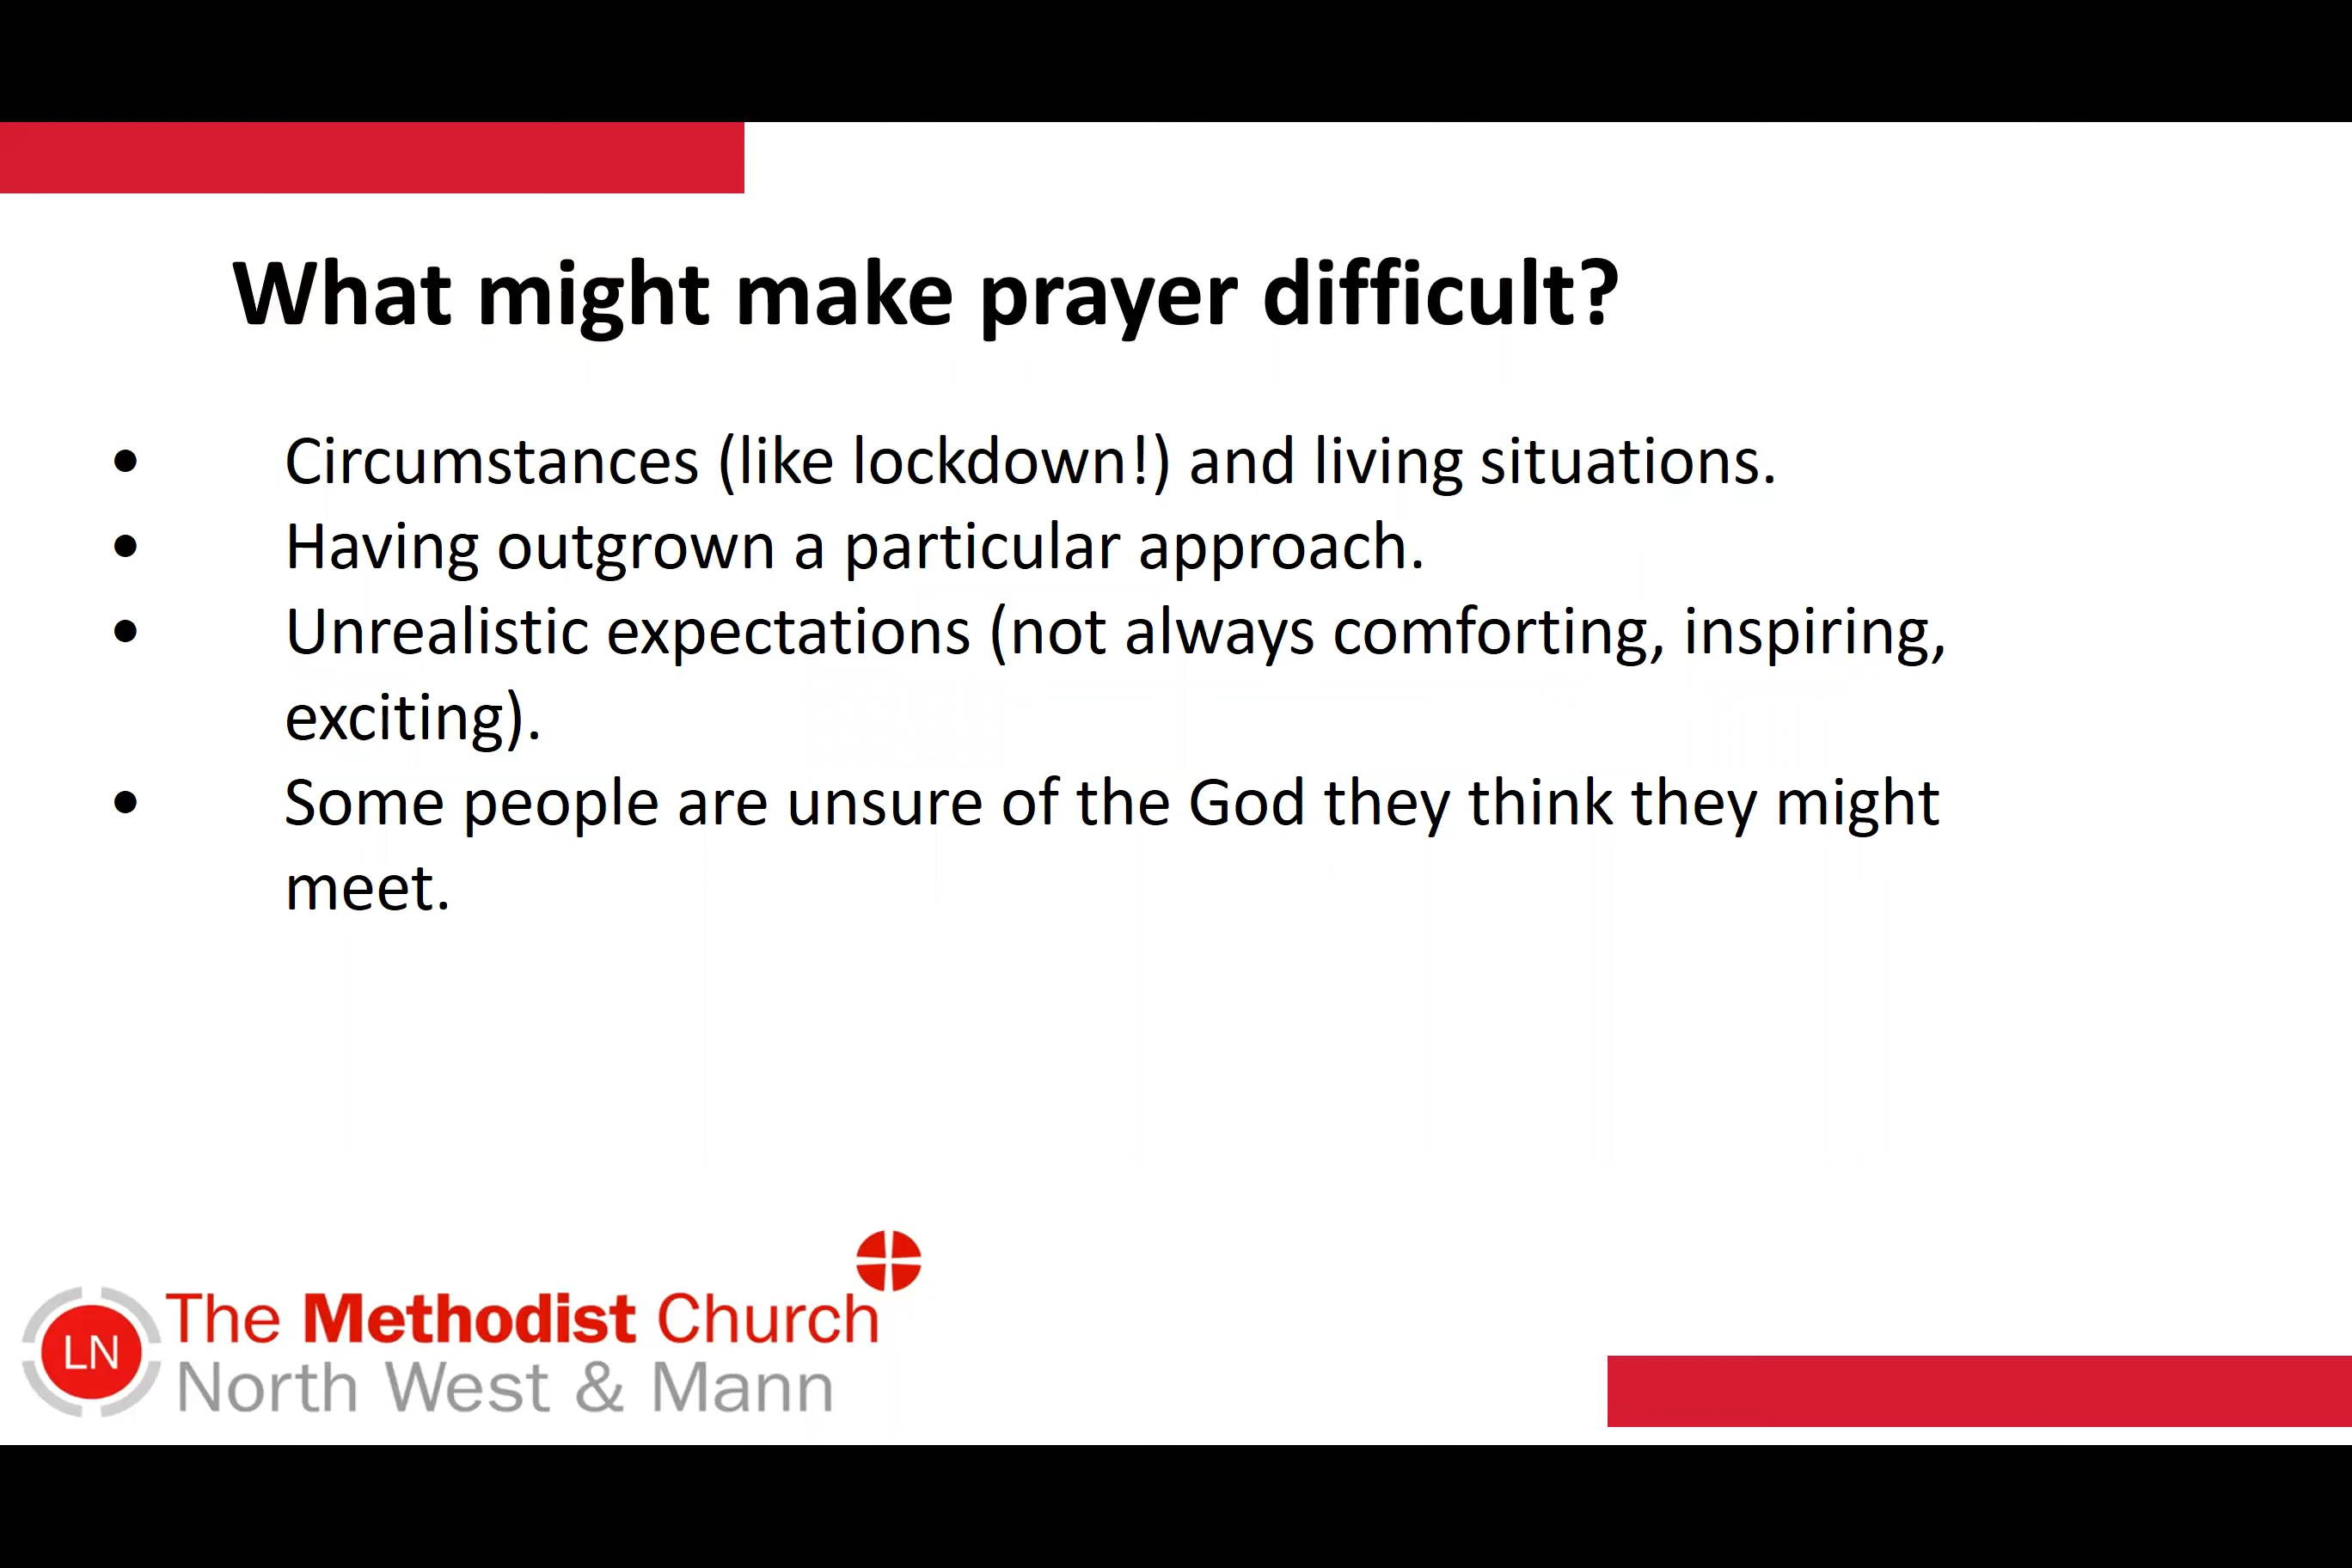 What might make prayer difficult?
• Circumstances (like lockdown!) and living situations.
• Having outgrown a particular approach.
• Unrealistic expectations (not always comforting, inspiring,
exciting).
• Some people are unsure of the God they think they might
meet.
LN
The Methodist Church
North West & Mann